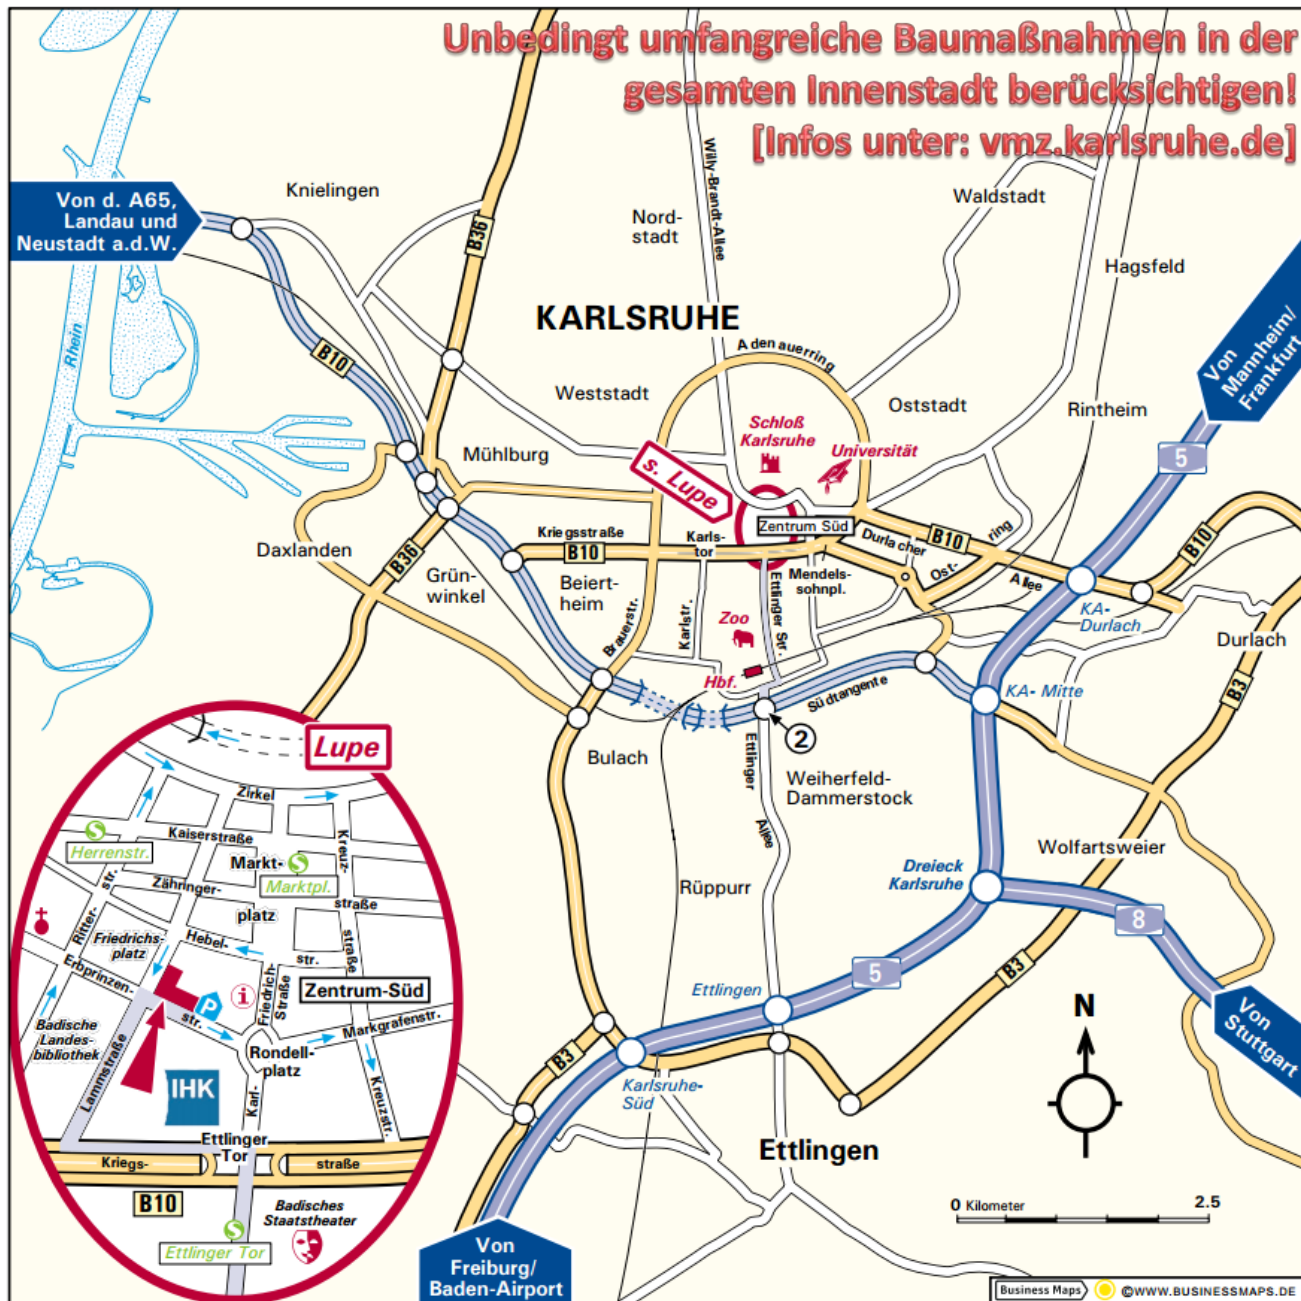 Unbedingt umfangreiche Baumaßnahmen in der
gesamten Innenstadt berücksichtigen!
[Infos unter: vmz.karlsruhe.de]
Von d. A65,
Landau und
Neustadt a.d.W.
Knielingen
B36
Willy-Brandt-Allee
Nord-
stadt
Waldstadt
Hagsfeld
Rhein
KARLSRUHE
B10
Adenauerring
Von
Mannheim/
Frankfurt
Weststadt
Oststadt
Rintheim
Schloß
Karlsruhe
Universität
5
Mühlburg
s. Lupe
Zentrum Süd
Daxlanden
B36
Kriegsstraße
B10
Karls-
tor
Durlacher
Allee
B10
Ost-
ring
B10
Grün-
winkel
Beiert-
heim
Mendels-
sohnpl.
Brauerstr.
Karlstr.
Ettlinger Str.
Zoo
KA-
Durlach
Durlach
Hbf.
Südtangente
KA- Mitte
B3
2
Bulach
Ettlinger
Allee
Weiherfeld-
Dammerstock
Wolfartsweier
Dreieck
Karlsruhe
Rüppurr
8
5
B3
Ettlingen
Von
Stuttgart
N
B3
Karlsruhe-
Süd
Ettlingen
0 Kilometer
2.5
Von
Freiburg/
Baden-Airport
Lupe
Zirkel
Kaiserstraße
S
Herrenstr.
Markt-
S
Marktpl.
Kreuz-
straße
Zähringer-
straße
platz
Ritter-
str.
Friedrichs-
platz
Hebel-
str.
Erbprinzen-
str.
P
i
Friedrich-
Straße
Zentrum-Süd
Badische
Landes-
bibliothek
Lammstraße
Markgrafenstr.
Rondell-
platz
IHK
Karl-
Kreuzstr.
Ettlinger
Tor
Kriegs-
straße
B10
Badisches
Staatstheater
S
Ettlinger Tor
Business Maps
©WWW.BUSINESSMAPS.DE